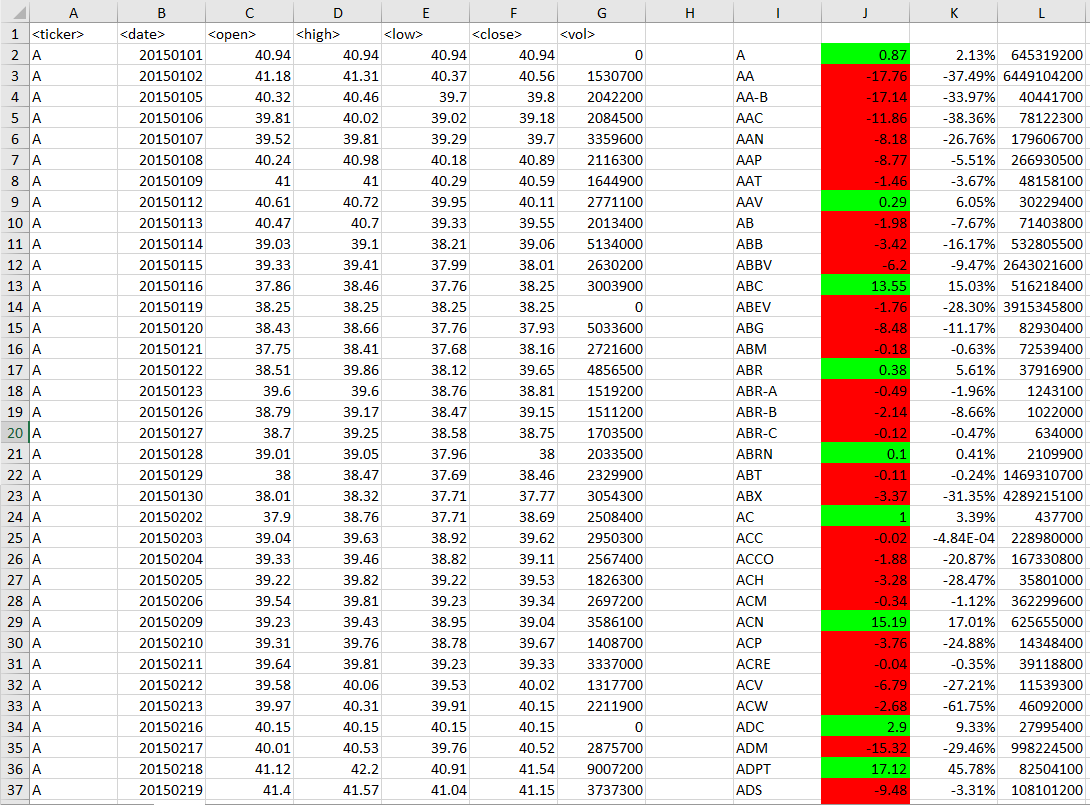 A B C D E F G H I J K L
1 <ticker> <date> <open> <high> <low> <close> <vol>
2 A 20150101 40.94 40.94 40.94 40.94 0 A 0.87 2.13% 645319200
3 A 20150102 41.18 41.31 40.37 40.56 1530700 AA -17.76 -37.49% 6449104200
4 A 20150105 40.32 40.46 39.7 39.8 2042200 AA-B -17.14 -33.97% 40441700
5 A 20150106 39.81 40.02 39.02 39.18 2084500 AAC -11.86 -38.36% 78122300
6 A 20150107 39.52 39.81 39.29 39.7 3359600 AAN -8.18 -26.76% 179606700
7 A 20150108 40.24 40.98 40.18 40.89 2116300 AAP -8.77 -5.51% 266930500
8 A 20150109 41 41 40.29 40.59 1644900 AAT -1.46 -3.67% 48158100
9 A 20150112 40.61 40.72 39.95 40.11 2771100 AAV 0.29 6.05% 30229400
10 A 20150113 40.47 40.7 39.33 39.55 2013400 AB -1.98 -7.67% 71403800
11 A 20150114 39.03 39.1 38.21 39.06 5134000 ABB -3.42 -16.17% 532805500
12 A 20150115 39.33 39.41 37.99 38.01 2630200 ABBV -6.2 -9.47% 2643021600
13 A 20150116 37.86 38.46 37.76 38.25 3003900 ABC 13.55 15.03% 516218400
14 A 20150119 38.25 38.25 38.25 38.25 0 ABEV -1.76 -28.30% 3915345800
15 A 20150120 38.43 38.66 37.76 37.93 5033600 ABG -8.48 -11.17% 82930400
16 A 20150121 37.75 38.41 37.68 38.16 2721600 ABM -0.18 -0.63% 72539400
17 A 20150122 38.51 39.86 38.12 39.65 4856500 ABR 0.38 5.61% 37916900
18 A 20150123 39.6 39.6 38.76 38.81 1519200 ABR-A -0.49 -1.96% 1243100
19 A 20150126 38.79 39.17 38.47 39.15 1511200 ABR-B -2.14 -8.66% 1022000
20 A 20150127 38.7 39.25 38.58 38.75 1703500 ABR-C -0.12 -0.47% 634000
21 A 20150128 39.01 39.05 37.96 38 2033500 ABRN 0.1 0.41% 2109900
22 A 20150129 38 38.47 37.69 38.46 2329900 ABT -0.11 -0.24% 1469310700
23 A 20150130 38.01 38.32 37.71 37.77 3054300 ABX -3.37 -31.35% 4289215100
24 A 20150202 37.9 38.76 37.71 38.69 2508400 AC 1 3.39% 437700
25 A 20150203 39.04 39.63 38.92 39.62 2950300 ACC -0.02 -4.84E-04 228980000
26 A 20150204 39.33 39.46 38.82 39.11 2567400 ACCO -1.88 -20.87% 167330800
27 A 20150205 39.22 39.82 39.22 39.53 1826300 ACH -3.28 -28.47% 35801000
28 A 20150206 39.54 39.81 39.23 39.34 2697200 ACM -0.34 -1.12% 362299600
29 A 20150209 39.23 39.43 38.95 39.04 3586100 ACN 15.19 17.01% 625655000
30 A 20150210 39.31 39.76 38.78 39.67 1408700 ACP -3.76 -24.88% 14348400
31 A 20150211 39.64 39.81 39.23 39.33 3337000 ACRE -0.04 -0.35% 39118800
32 A 20150212 39.58 40.06 39.53 40.02 1317700 ACV -6.79 -27.21% 11539300
33 A 20150213 39.97 40.31 39.91 40.15 2211900 ACW -2.68 -61.75% 46092000
34 A 20150216 40.15 40.15 40.15 40.15 0 ADC 2.9 9.33% 27995400
35 A 20150217 40.01 40.53 39.76 40.52 2875700 ADM -15.32 -29.46% 998224500
36 A 20150218 41.12 42.2 40.91 41.54 9007200 ADPT 17.12 45.78% 82504100
37 A 20150219 41.4 41.57 41.04 41.15 3737300 ADS -9.48 -3.31% 108101200